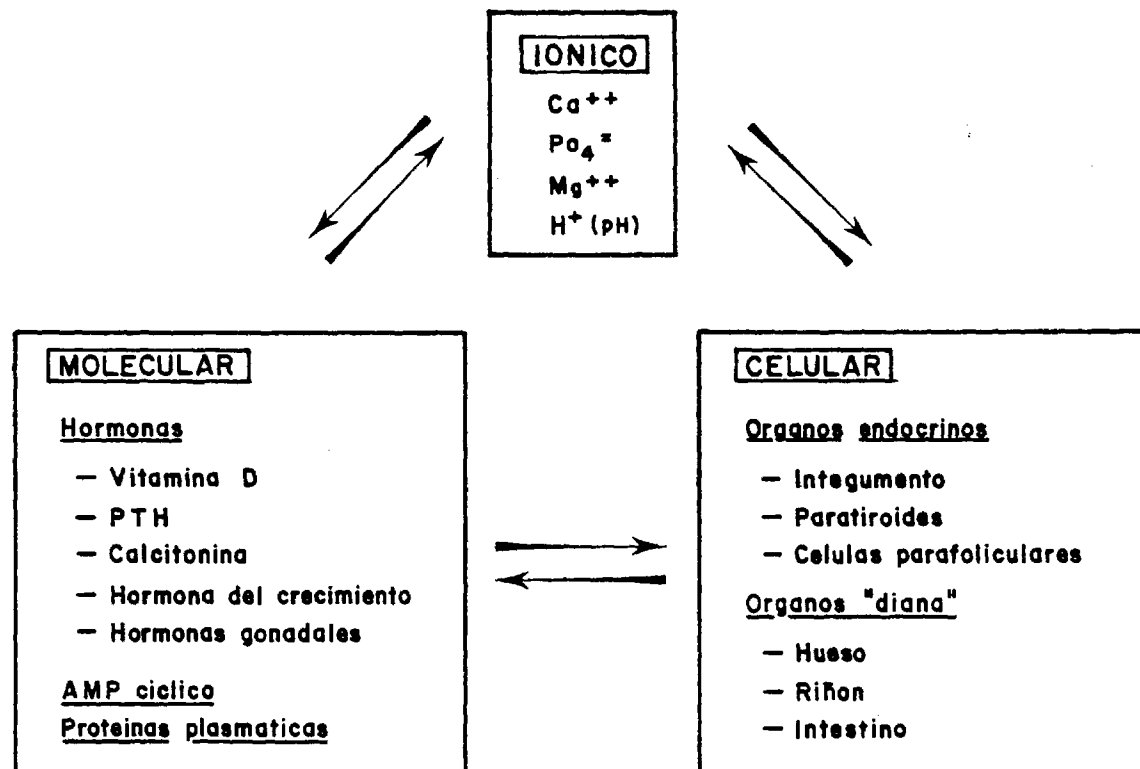 IONICO
Ca++
Po4=
Mg++
H+ (pH)
MOLECULAR
Hormonas
— Vitamina D
— PTH
— Calcitonina
— Hormona del crecimiento
— Hormonas gonadales
AMP ciclico
Proteinas plasmaticas
CELULAR
Organos endocrinos
— Integumento
— Paratiroides
— Celulas parafoliculares
Organos "diana"
— Hueso
— Riñon
— Intestino